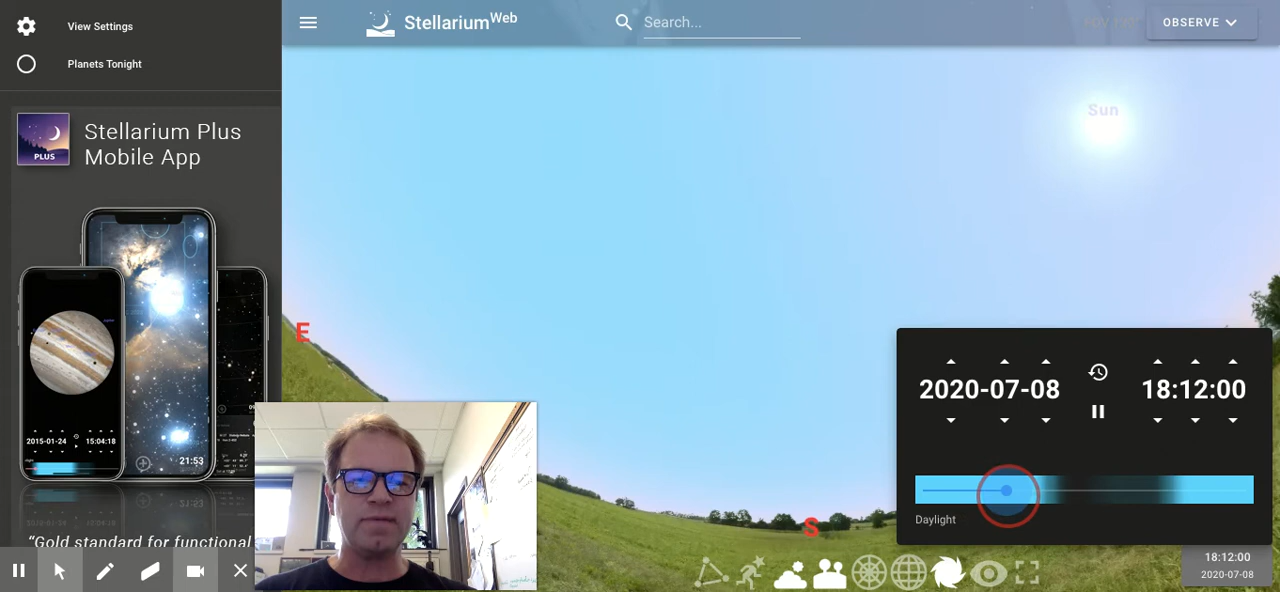 View Settings
Planets Tonight
Stellarium Plus
Mobile App
PLUS
2015-01-24 15:04:18
21:53
“Gold standard for functional
StellariumWeb
Search...
OBSERVE
Sun
E
S
2020-07-08 18:12:00
Daylight
18:12:00
2020-07-08